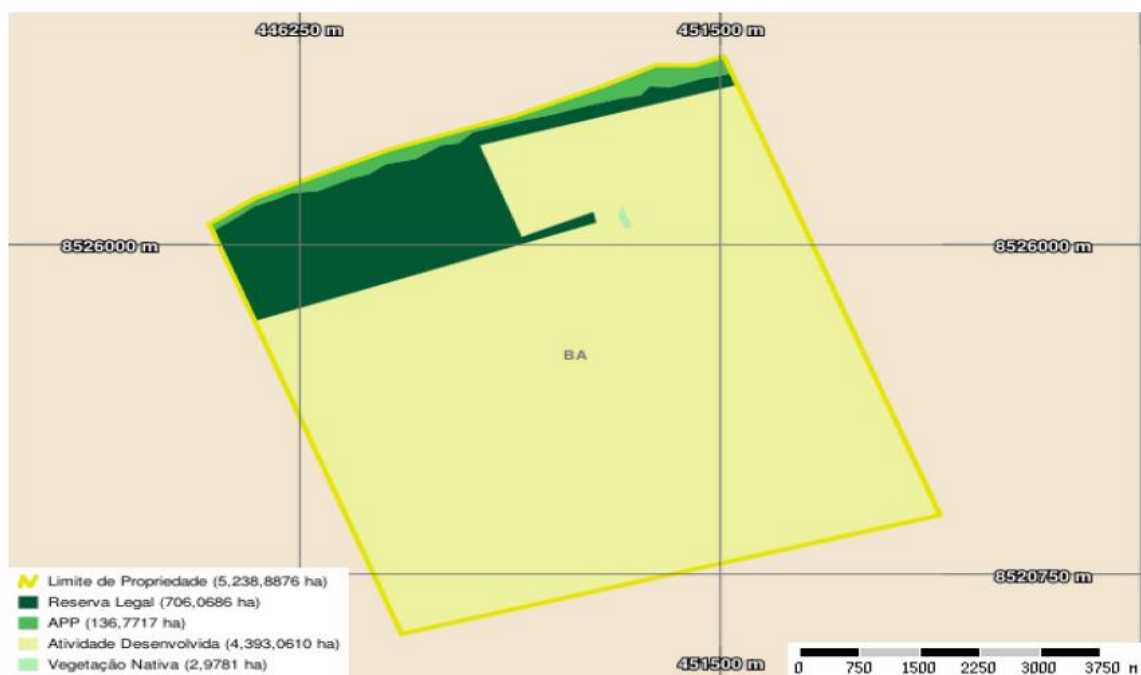 446250 m
451500 m
8526000 m
8526000 m
BA
Limite de Propriedade (5,238,8876 ha)
Reserva Legal (706,0686 ha)
APP (136,7717 ha)
Atividade Desenvolvida (4,393,0610 ha)
Vegetação Nativa (2,9781 ha)
8520750 m
451500 m
0 750 1500 2250 3000 3750 M